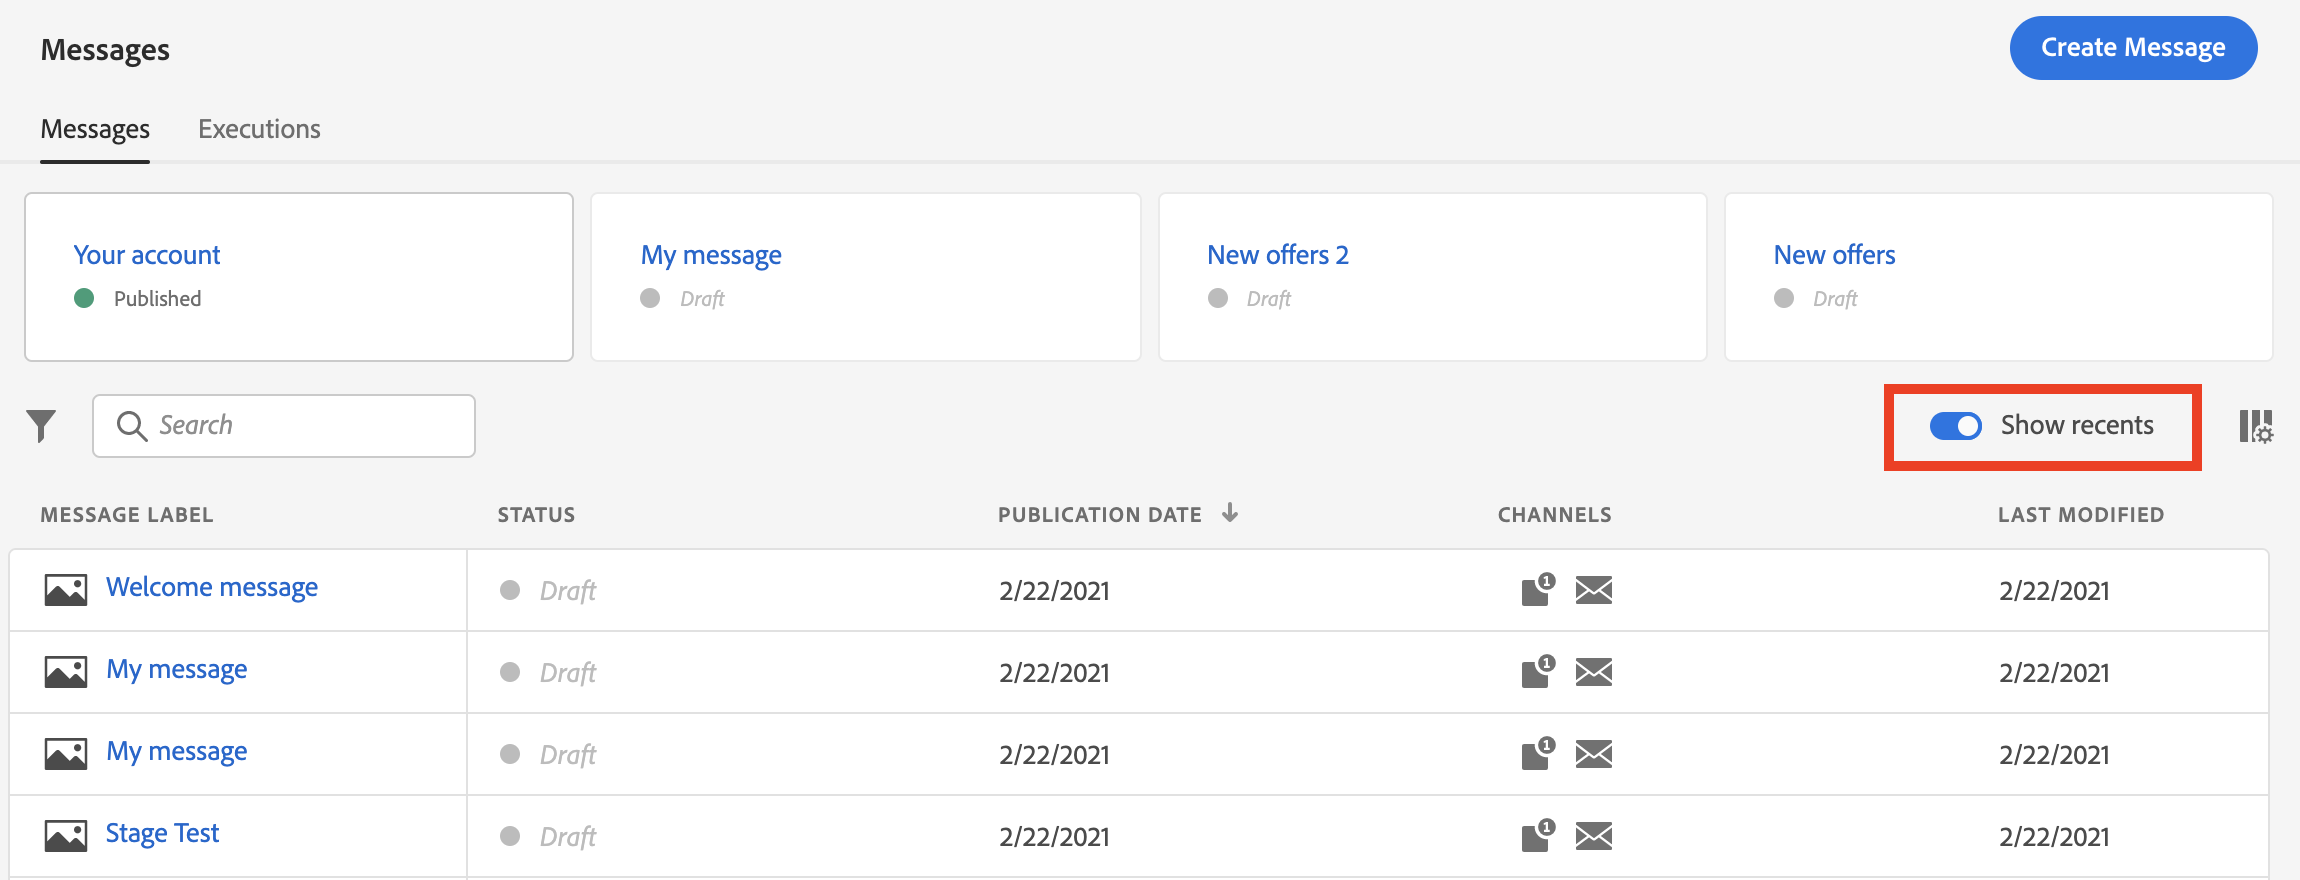 Messages
Create Message
Messages Executions
Your account
Published
My message
Draft
New offers 2
Draft
New offers
Draft
Search
Show recents
MESSAGE LABEL STATUS PUBLICATION DATE CHANNELS LAST MODIFIED
Welcome message Draft 2/22/2021 1 2/22/2021
My message Draft 2/22/2021 1 2/22/2021
My message Draft 2/22/2021 1 2/22/2021
Stage Test Draft 2/22/2021 1 2/22/2021